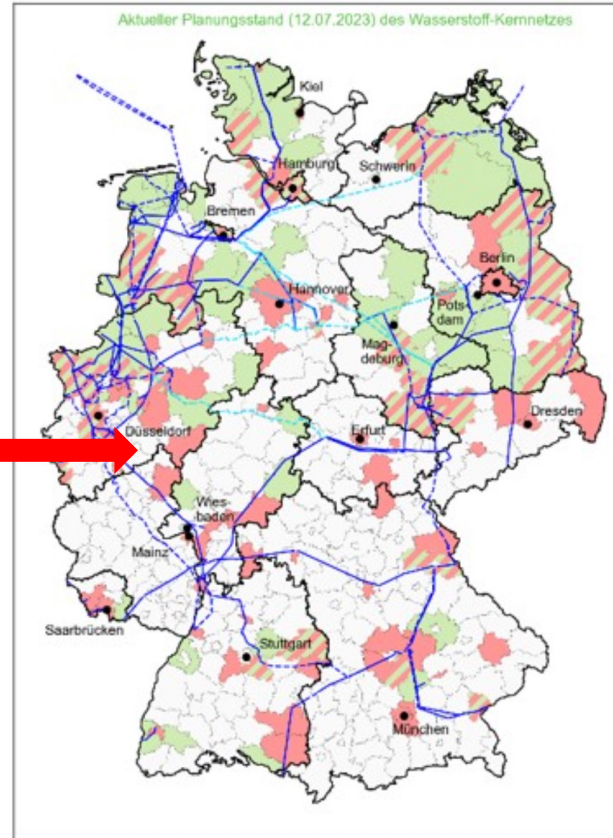 Aktueller Planungsstand (12.07.2023) des Wasserstoff-Kernnetzes
Kiel
Hamburg
Schwerin
Bremen
Berlin
Hannover
Pots-
dam
Mag-
deburg
Düsseldorf
Erfurt
Dresden
Wies-
baden
Mainz
Saarbrücken
Stuttgart
München